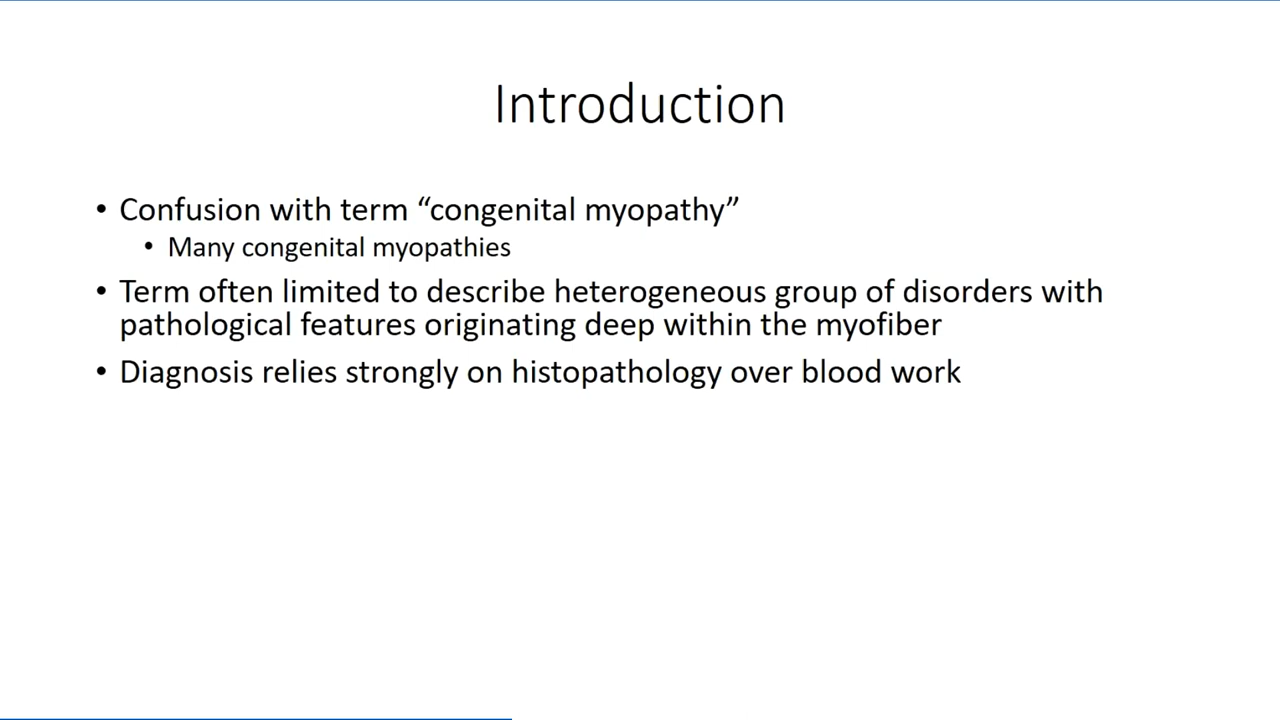 Introduction
• Confusion with term “congenital myopathy”
• Many congenital myopathies
• Term often limited to describe heterogeneous group of disorders with
pathological features originating deep within the myofiber
• Diagnosis relies strongly on histopathology over blood work